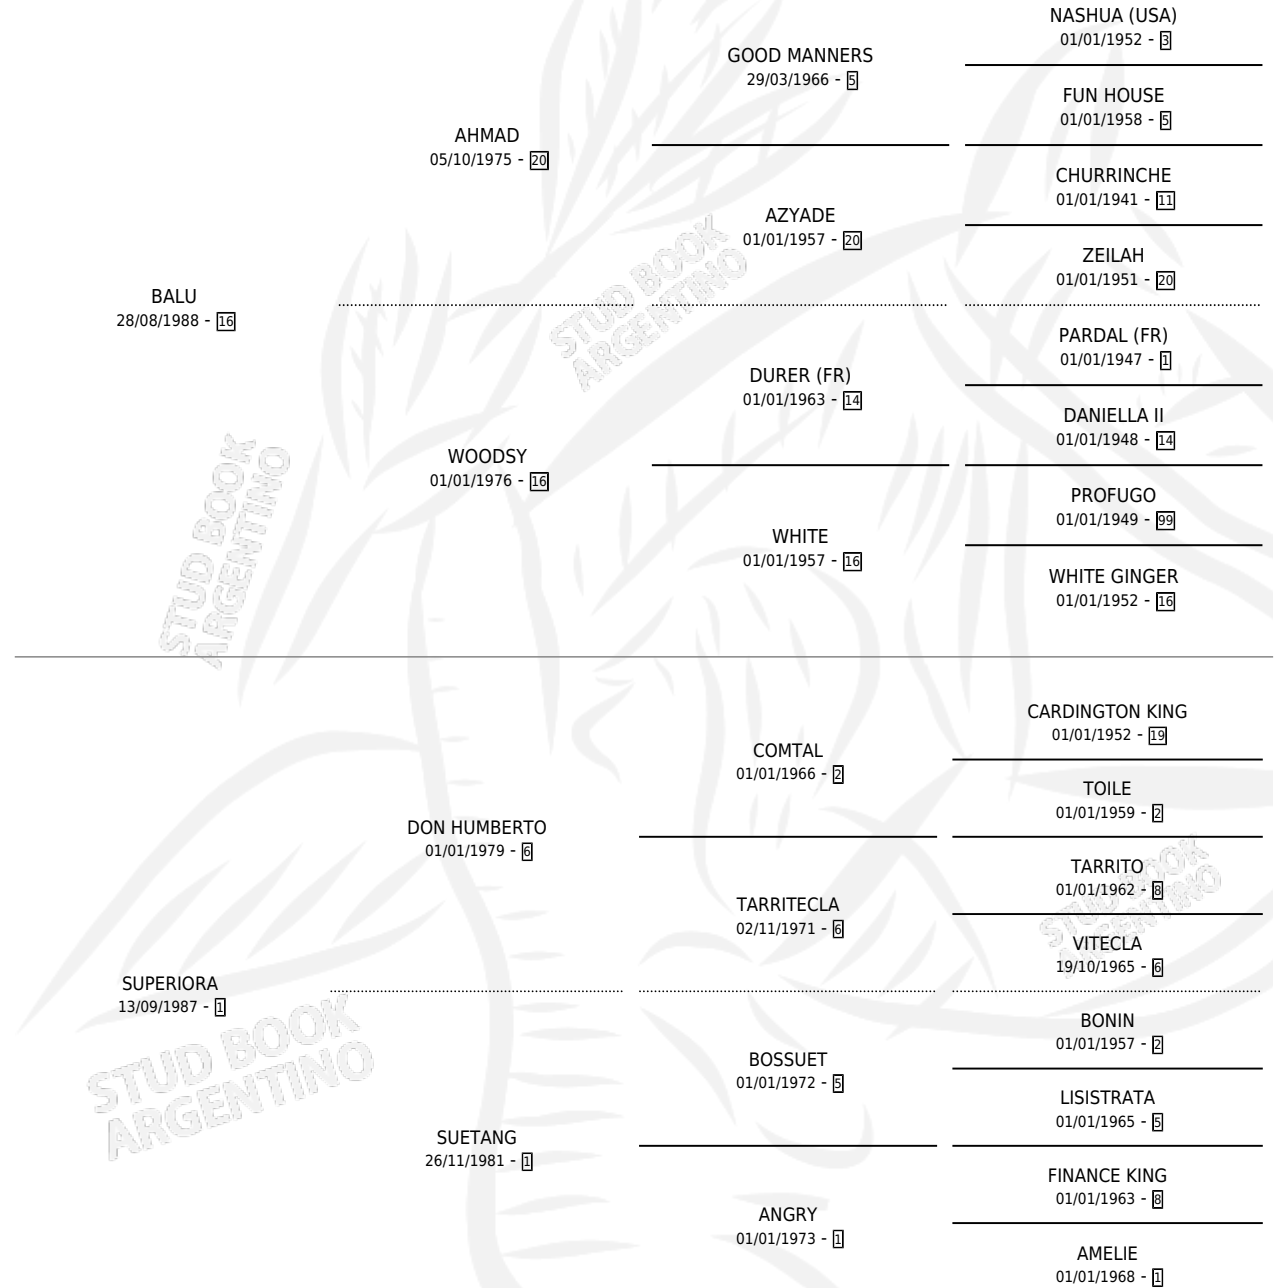 NASHUA (USA)
01/01/1952 - 3
GOOD MANNERS
29/03/1966 - 5
FUN HOUSE
01/01/1958 - 5
AHMAD
05/10/1975 - 20
CHURRINCHE
01/01/1941 - 11
AZYADE
01/01/1957 - 20
ZEILAH
01/01/1951 - 20
BALU
28/08/1988 - 16
STUD BOOK
ARGENTINO
PARDAL (FR)
01/01/1947 - 1
DURER (FR)
01/01/1963 - 14
DANIELLA II
01/01/1948 - 14
WOODSY
01/01/1976 - 16
PROFUGO
01/01/1949 - 99
WHITE
01/01/1957 - 16
WHITE GINGER
01/01/1952 - 16
STUD BOOK
ARGENTINO
CARDINGTON KING
01/01/1952 - 19
COMTAL
01/01/1966 - 2
TOILE
01/01/1959 - 2
DON HUMBERTO
01/01/1979 - 6
TARRITO
01/01/1962 - 8
TARRITECLA
02/11/1971 - 6
VITECLA
19/10/1965 - 6
STUD BOOK
ARGENTINO
SUPERIORA
13/09/1987 - 1
BONIN
01/01/1957 - 2
BOSSUET
01/01/1972 - 5
LISISTRATA
01/01/1965 - 5
STUD BOOK
ARGENTINO
SUETANG
26/11/1981 - 1
FINANCE KING
01/01/1963 - 8
ANGRY
01/01/1973 - 1
AMELIE
01/01/1968 - 1